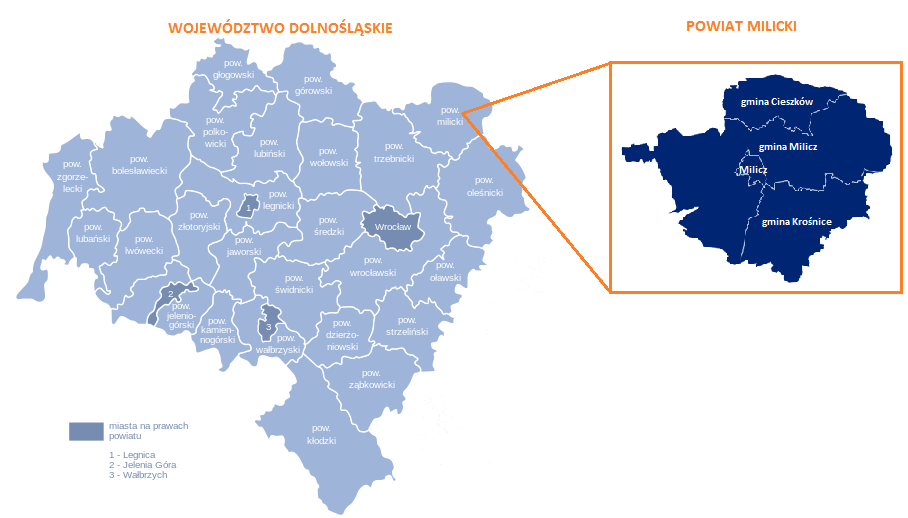 WOJEWÓDZTWO DOLNOŚLĄSKIE
POWIAT MILICKI
pow.
głogowski
pow.
górowski
pow.
milicki
pow.
polko-
wicki
pow.
lubiński
pow.
wołowski
pow.
trzebnicki
pow.
zgorze-
lecki
pow.
bolesławiecki
pow.
oleśnicki
pow.
legnicki
1
pow.
złotoryjski
pow.
średzki
Wrocław
pow.
lubański
pow.
lwówecki
pow.
jaworski
pow.
wrocławski
pow.
oławski
pow.
świdnicki
2
pow.
jelenio-
górski
pow.
kamien-
nogórski
3
pow.
wałbrzyski
pow.
dzierżo-
niowski
pow.
strzeliński
pow.
ząbkowicki
pow.
kłodzki
miasta na prawach
powiatu
1 - Legnica
2 - Jelenia Góra
3 - Wałbrzych
gmina Cieszków
gmina Milicz
Milicz
gmina Krośnice